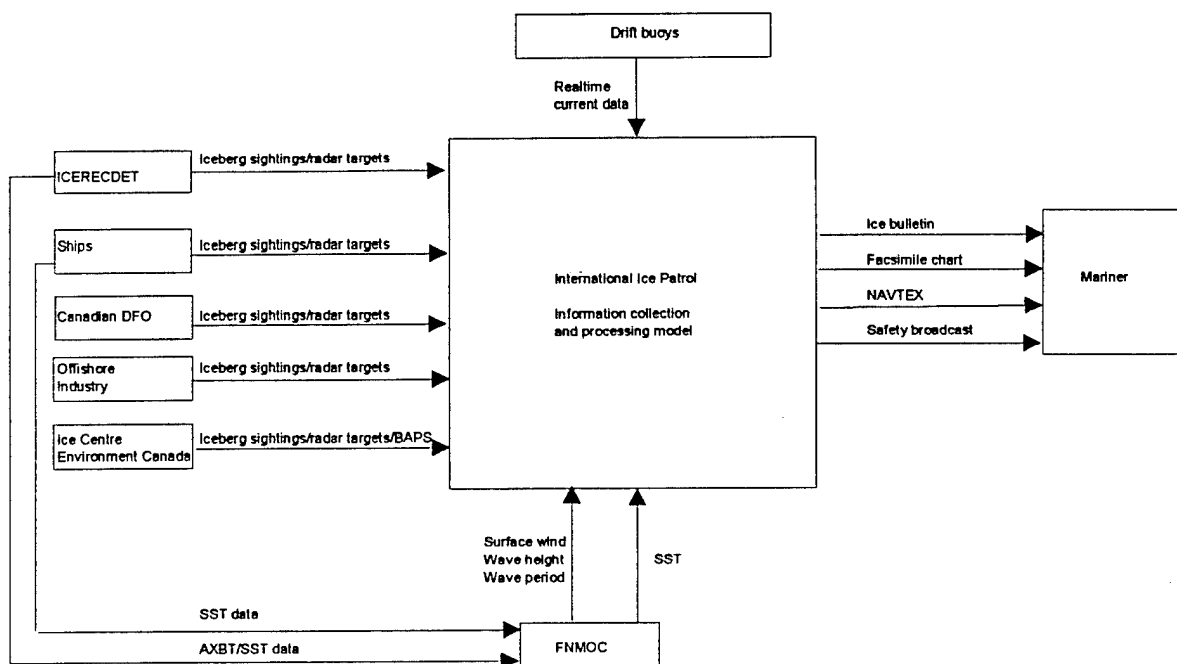 Drift buoys
Realtime
current data
ICERECDET
Iceberg sightings/radar targets
Ships
Iceberg sightings/radar targets
Canadian DFO
Iceberg sightings/radar targets
Offshore
Industry
Iceberg sightings/radar targets
Ice Centre
Environment Canada
Iceberg sightings/radar targets/BAPS
International Ice Patrol
Information collection
and processing model
Ice bulletin
Facsimile chart
NAVTEX
Safety broadcast
Mariner
Surface wind
Wave height
Wave period
SST
SST data
AXBT/SST data
FNMOC